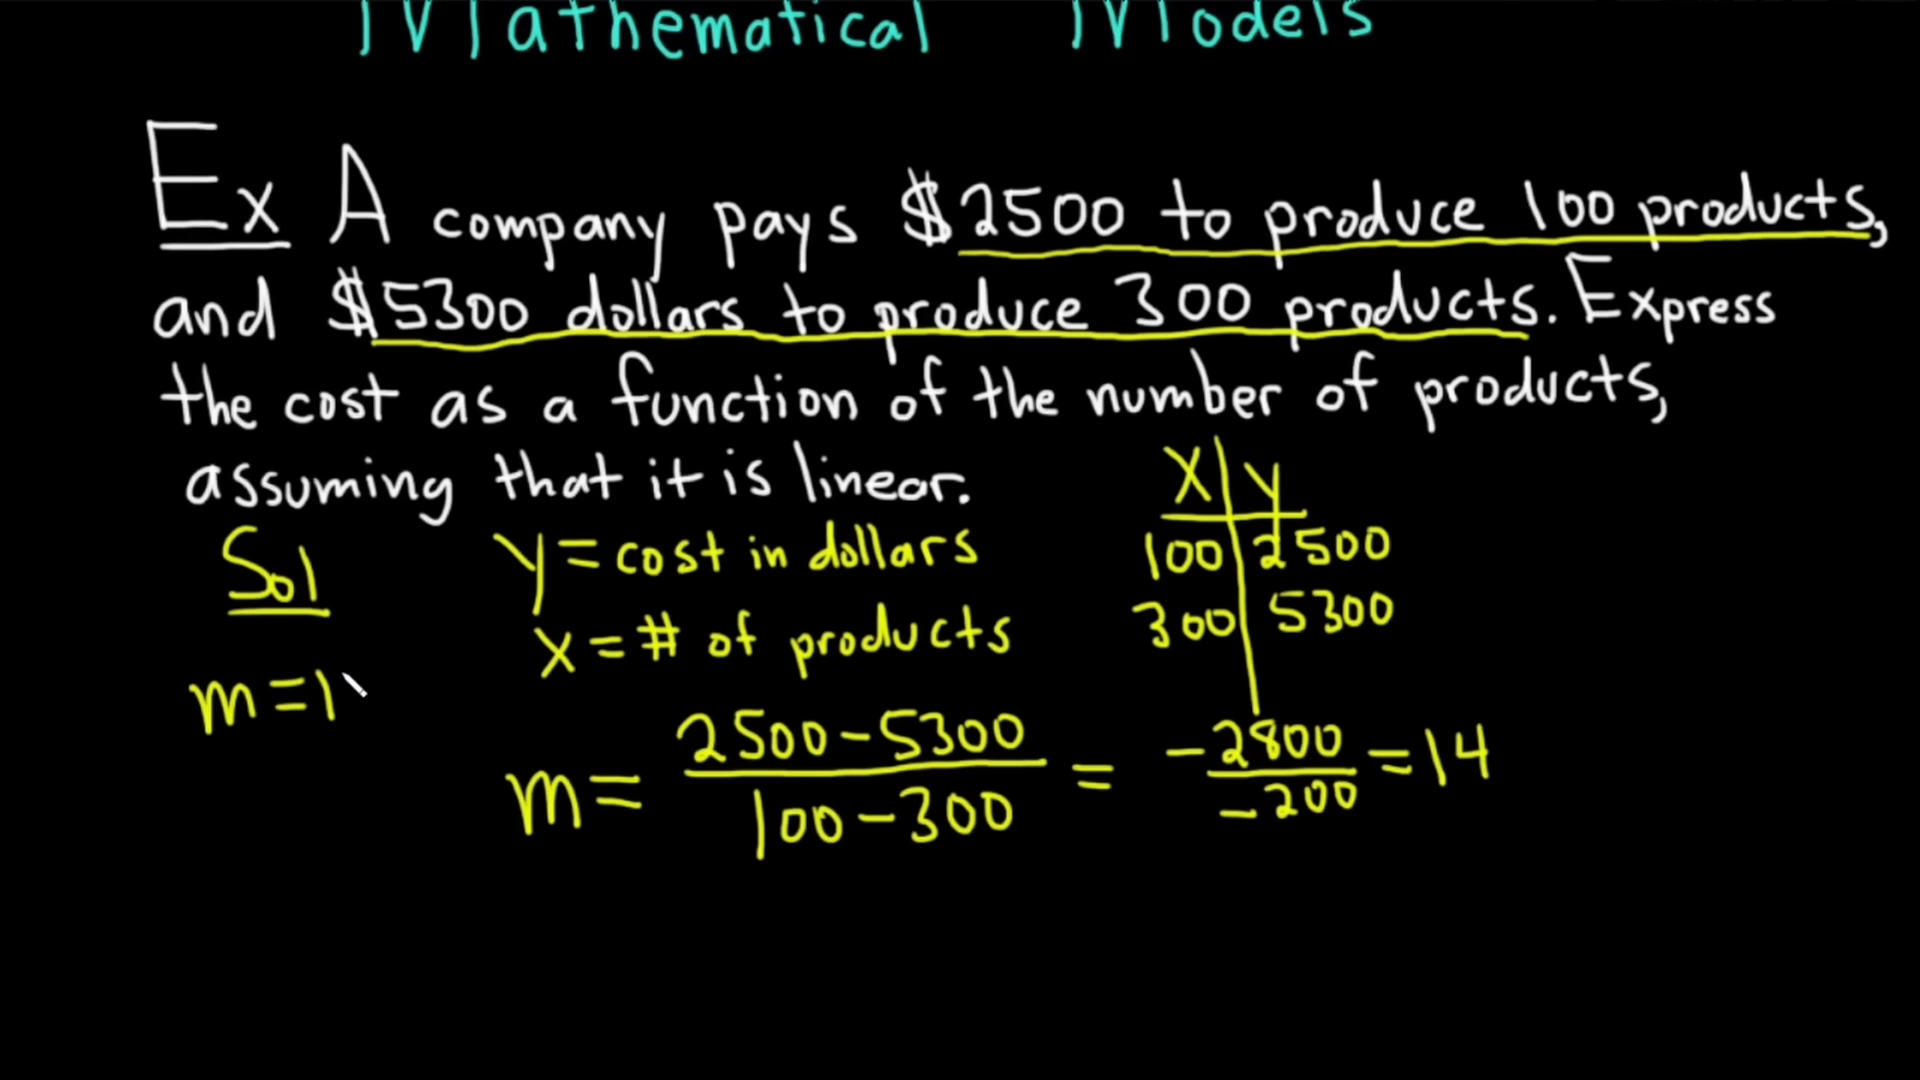 Mathematical Models
Ex A company pays $2500 to produce 100 products,
and $5300 dollars to produce 300 products. Express
the cost as a function of the number of products,
assuming that it is linear.
Sol
y = cost in dollars
x = # of products
x y
100 2500
300 5300
m = 1
m = 2500 - 5300 / 100 - 300 = -2800 / -200 = 14